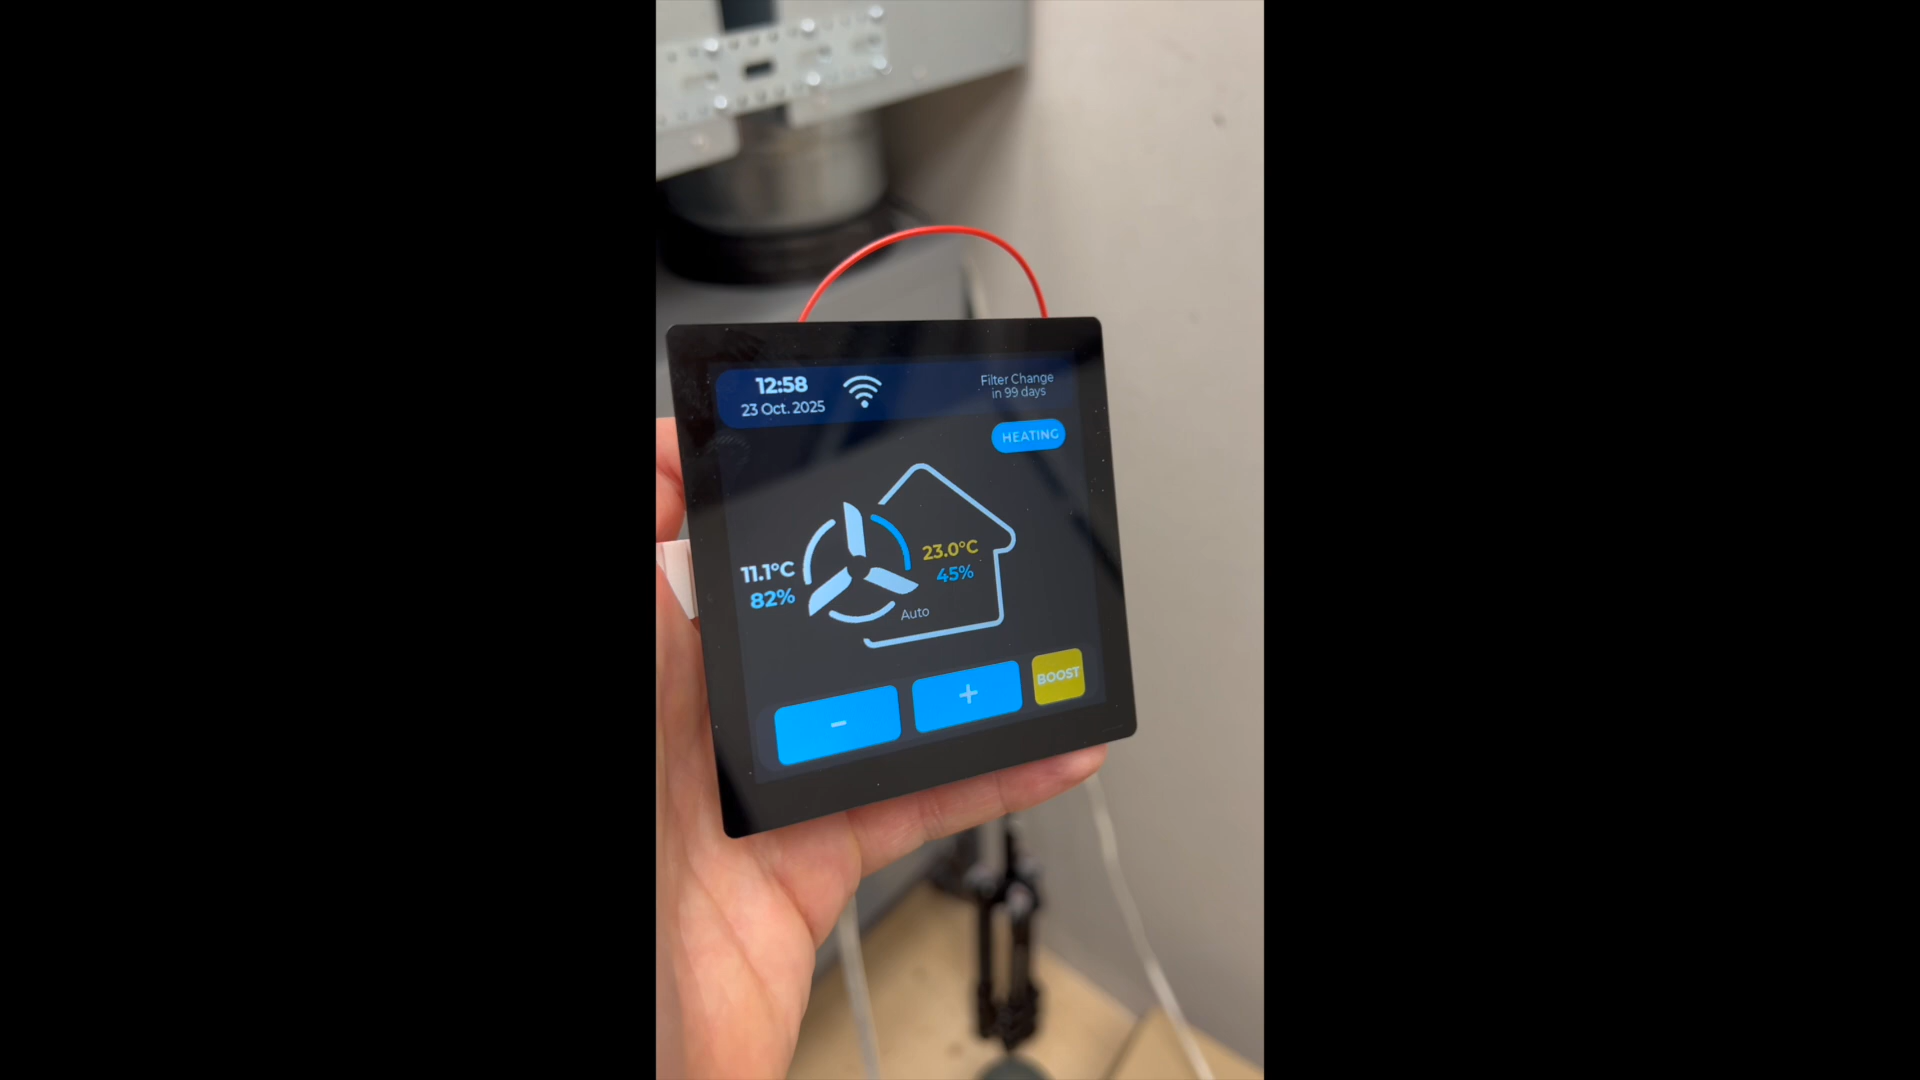 12:58
23 Oct. 2025
Filter Change
in 99 days
HEATING
11.1°C
82%
23.0°C
45%
Auto
-
+
BOOST